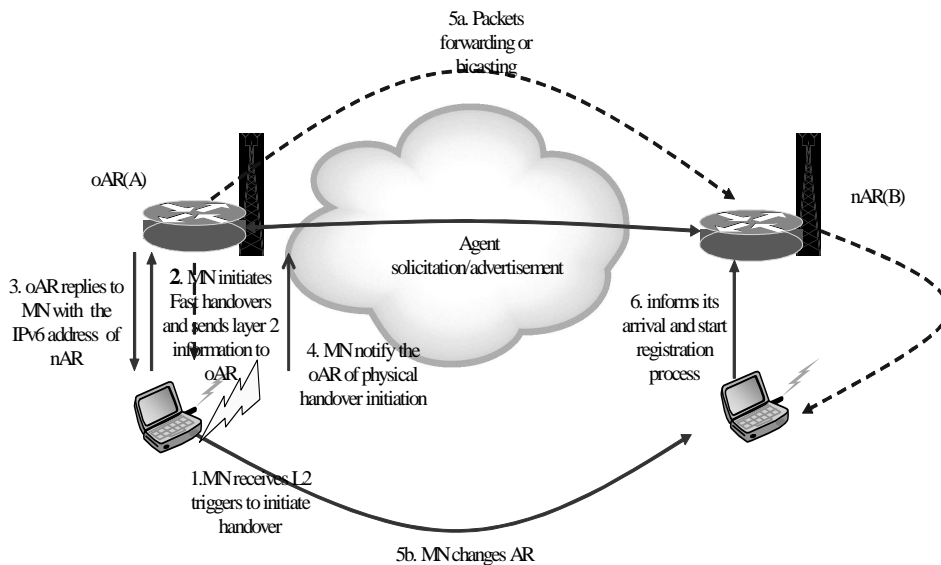 5a. Packets
forwarding or
bicasting
oAR(A)
nAR(B)
Agent
solicitation/advertisement
3. oAR replies to
MN with the
IPv6 address of
nAR
2. MN initiates
Fast handovers
and sends layer 2
information to
oAR
4. MN notify the
oAR of physical
handover initiation
6. informs its
arrival and start
registration
process
1.MN receives L2
triggers to initiate
handover
5b. MN changes AR